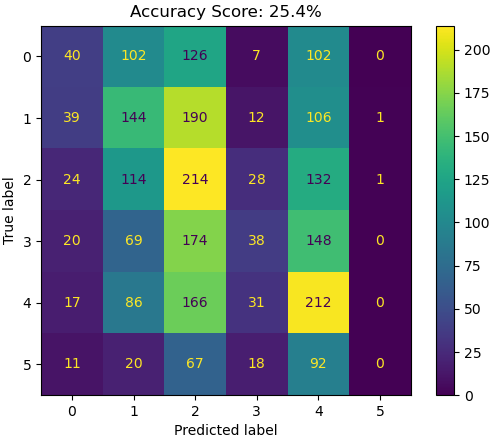 Accuracy Score: 25.4%
0 40 102 126 7 102 0
1 39 144 190 12 106 1
2 24 114 214 28 132 1
3 20 69 174 38 148 0
4 17 86 166 31 212 0
5 11 20 67 18 92 0
0 1 2 3 4 5
Predicted label
True label
200
175
150
125
100
75
50
25
0